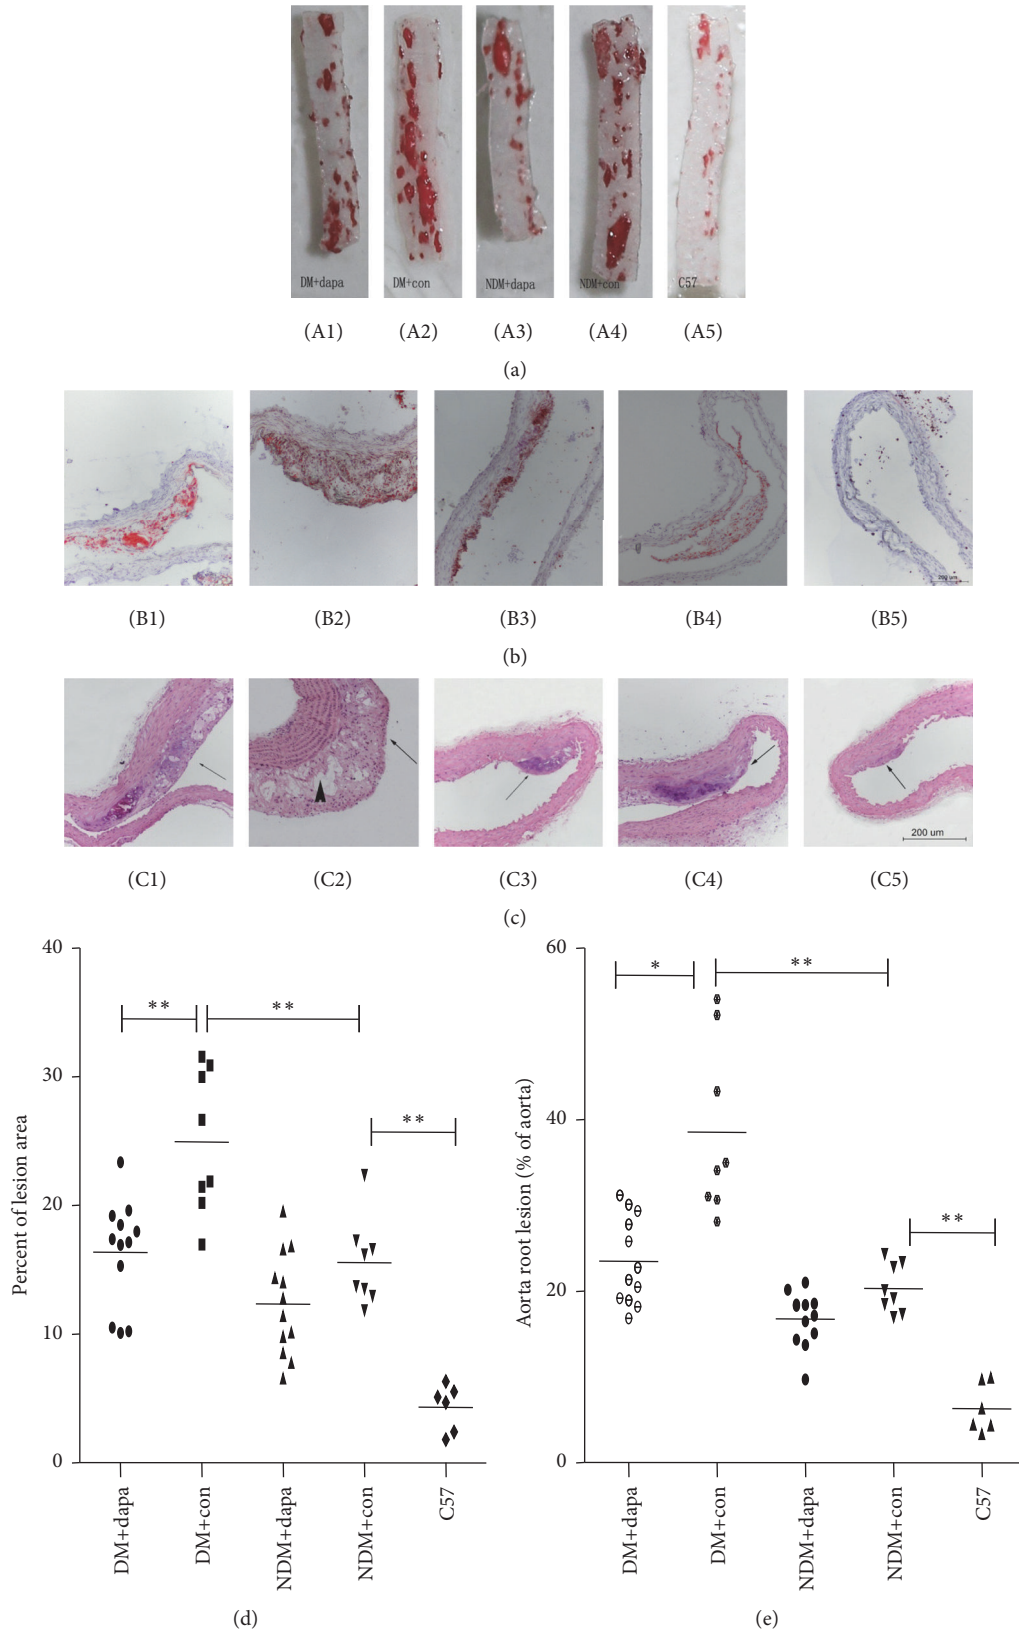 DM+dapa DM+con NDM+dapa NDM+con C57
(A1) (A2) (A3) (A4) (A5)
(a)
200 um
(B1) (B2) (B3) (B4) (B5)
(b)
200 um
(C1) (C2) (C3) (C4) (C5)
(c)
Percent of lesion area
40
30
20
10
0
** ** **
DM+dapa
DM+con
NDM+dapa
NDM+con
C57
(d)
Aorta root lesion (% of aorta)
60
40
20
0
* ** **
DM+dapa
DM+con
NDM+dapa
NDM+con
C57
(e)